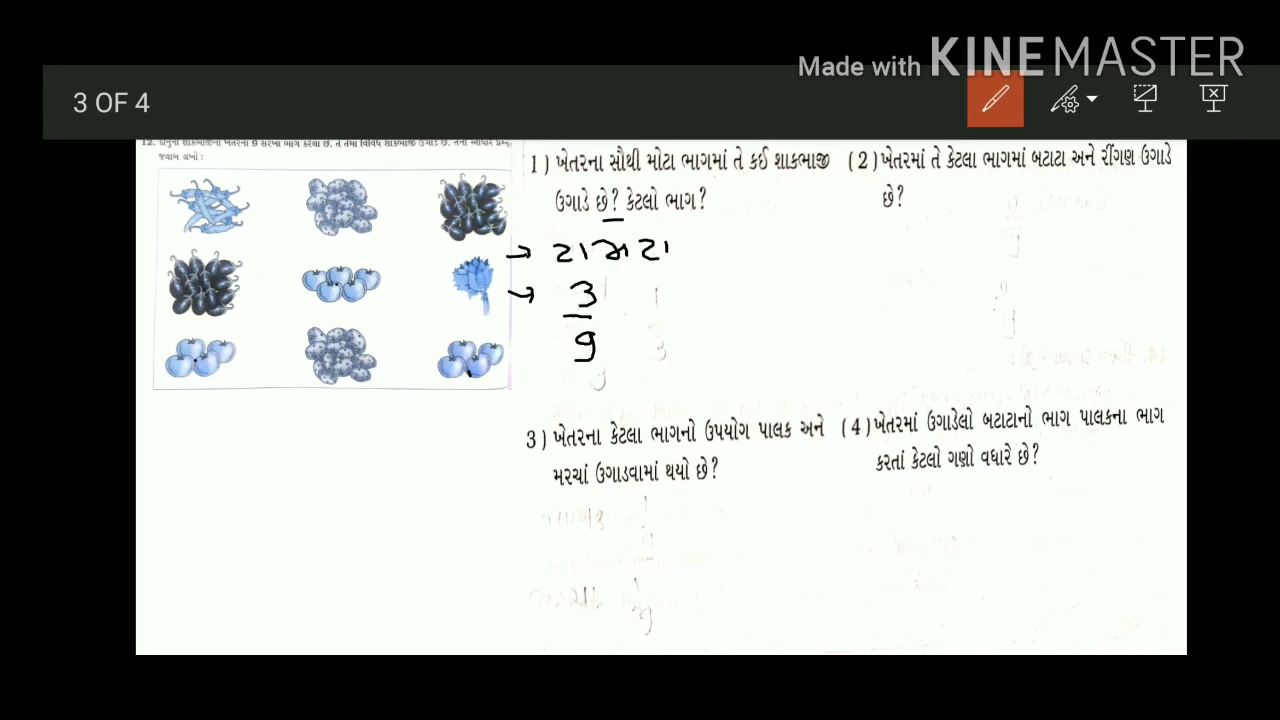 Made with KINEMASTER
3 OF 4
જવાબ લખો :
1) ખેતરના સૌથી મોટા ભાગમાં તે કઈ શાકભાજી
ઉગાડે છે? કેટલો ભાગ?
→ ટામેટા
→ 3
9
(2) ખેતરમાં તે કેટલા ભાગમાં બટાટા અને રીંગણ ઉગાડે
છે?
3) ખેતરના કેટલા ભાગનો ઉપયોગ પાલક અને
મરચાં ઉગાડવામાં થયો છે?
(4) ખેતરમાં ઉગાડેલો બટાટાનો ભાગ પાલકના ભાગ
કરતાં કેટલો ગણો વધારે છે?